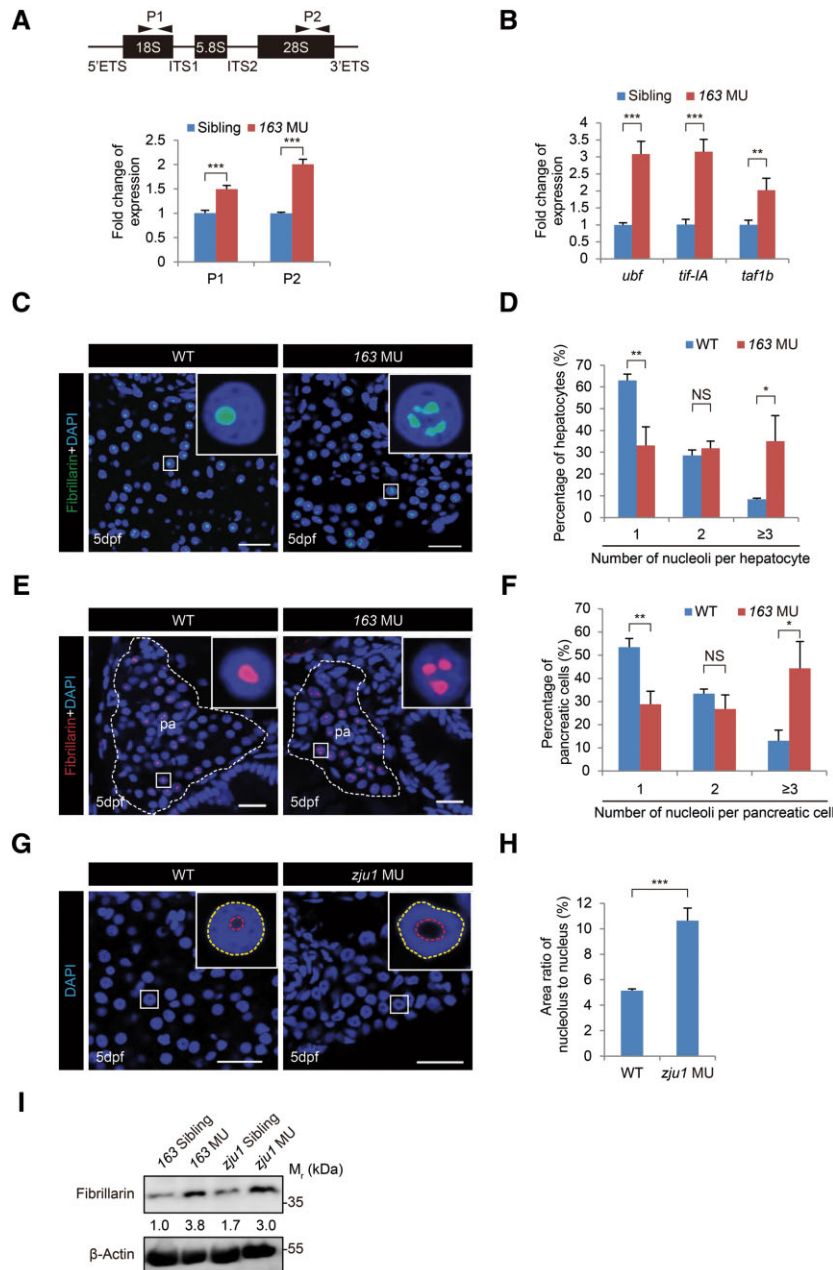 A
P1
P2
18S
5.8S
28S
5'ETS
ITS1
ITS2
3'ETS
Sibling
163 MU
Fold change of
expression
2.5
2
1.5
1
0.5
0
***
***
P1
P2
B
Sibling
163 MU
Fold change of
expression
4
3.5
3
2.5
2
1.5
1
0.5
0
***
***
**
ubf
tif-IA
taf1b
C
WT
163 MU
Fibrillarin+DAPI
5dpf
5dpf
D
WT
163 MU
Percentage of hepatocytes (%)
70
60
50
40
30
20
10
0
**
NS
*
1
2
≥3
Number of nucleoli per hepatocyte
E
WT
163 MU
Fibrillarin+DAPI
pa
5dpf
pa
5dpf
F
WT
163 MU
Percentage of
pancreatic cells (%)
70
60
50
40
30
20
10
0
**
NS
*
1
2
≥3
Number of nucleoli per pancreatic cell
G
WT
zju1 MU
DAPI
5dpf
5dpf
H
Area ratio of
nucleolus to nucleus (%)
12
10
8
6
4
2
0
***
WT
zju1 MU
I
163 Sibling
163 MU
zju1 Sibling
zju1 MU
Mr (kDa)
Fibrillarin
-35
1.0 3.8 1.7 3.0
β-Actin
-55